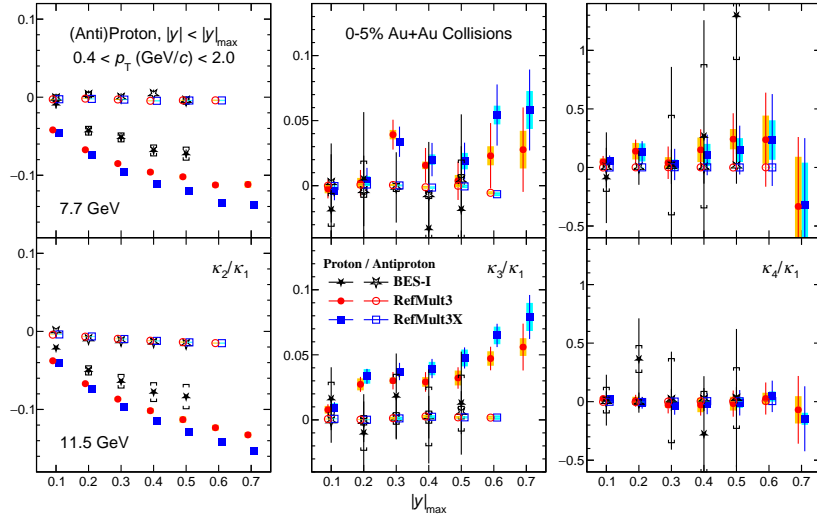 (Anti)Proton, |y| < |y|max
0.4 < pT (GeV/c) < 2.0
0-5% Au+Au Collisions
0.1
0
−0.1
7.7 GeV
0.1
0.05
0
1
0.5
0
−0.5
κ2/κ1
κ3/κ1
κ4/κ1
Proton / Antiproton
BES-I
RefMult3
RefMult3X
0.1
0
−0.1
11.5 GeV
0.1
0.05
0
1
0.5
0
−0.5
0.1 0.2 0.3 0.4 0.5 0.6 0.7
0.1 0.2 0.3 0.4 0.5 0.6 0.7
0.1 0.2 0.3 0.4 0.5 0.6 0.7
|y|max